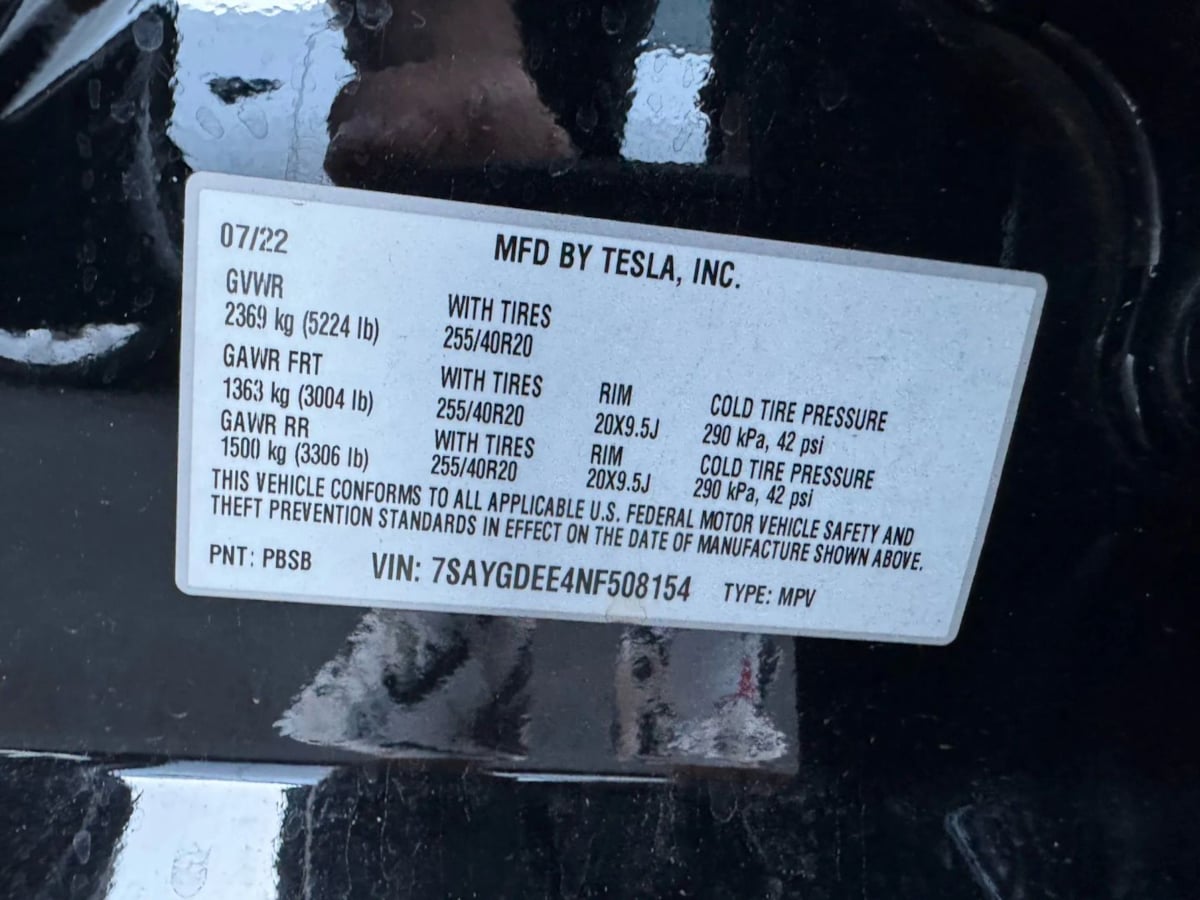 07/22
MFD BY TESLA, INC.
GVWR
2369 kg (5224 lb)
WITH TIRES
255/40R20
GAWR FRT
1363 kg (3004 lb)
WITH TIRES
255/40R20
RIM
20X9.5J
COLD TIRE PRESSURE
290 kPa, 42 psi
GAWR RR
1500 kg (3306 lb)
WITH TIRES
255/40R20
RIM
20X9.5J
COLD TIRE PRESSURE
290 kPa, 42 psi
THIS VEHICLE CONFORMS TO ALL APPLICABLE U.S. FEDERAL MOTOR VEHICLE SAFETY AND
THEFT PREVENTION STANDARDS IN EFFECT ON THE DATE OF MANUFACTURE SHOWN ABOVE.
PNT: PBSB VIN: 7SAYGDEE4NF508154 TYPE: MPV